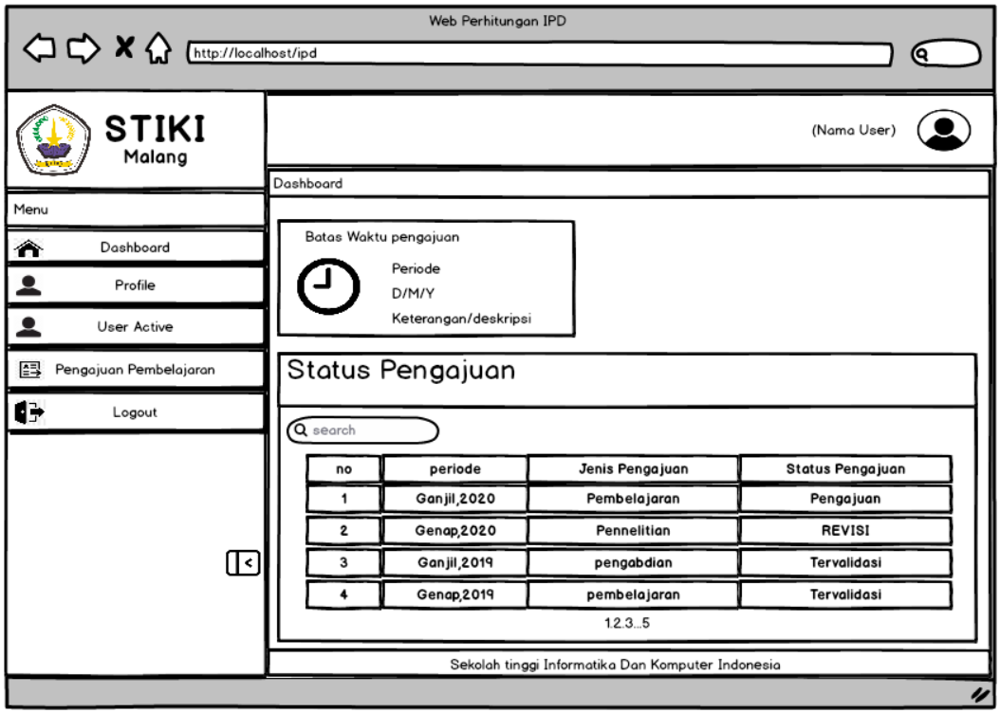 Web Perhitungan IPD
http://localhost/ipd
STIKI
Malang
(Nama User)
Menu
Dashboard
Profile
User Active
Pengajuan Pembelajaran
Logout
Dashboard
Batas Waktu pengajuan
Periode
D/M/Y
Keterangan/deskripsi
Status Pengajuan
search
no periode Jenis Pengajuan Status Pengajuan
1 Ganjil,2020 Pembelajaran Pengajuan
2 Genap,2020 Pennelitian REVISI
3 Ganjil,2019 pengabdian Tervalidasi
4 Genap,2019 pembelajaran Tervalidasi
1.2.3...5
Sekolah tinggi Informatika Dan Komputer Indonesia